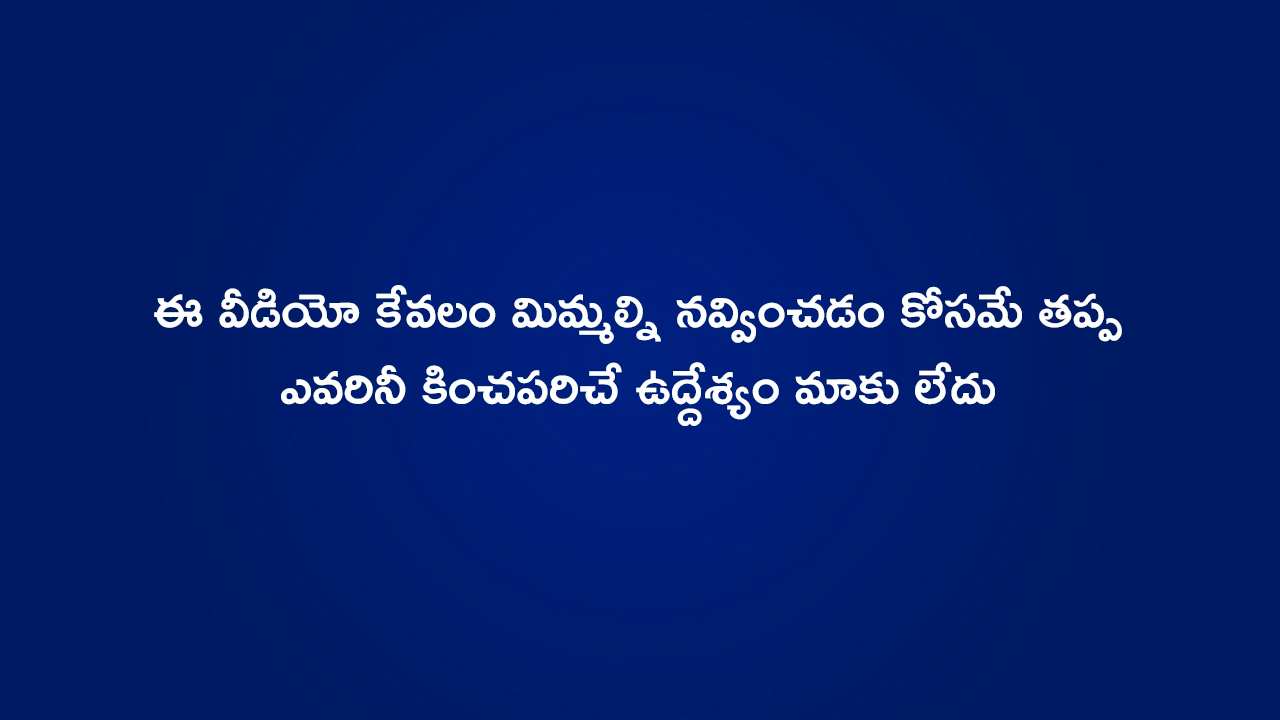 ఈ వీడియో కేవలం మిమ్మల్ని నవ్వించడం కోసమే తప్ప
ఎవరినీ కించపరిచే ఉద్దేశ్యం మాకు లేదు